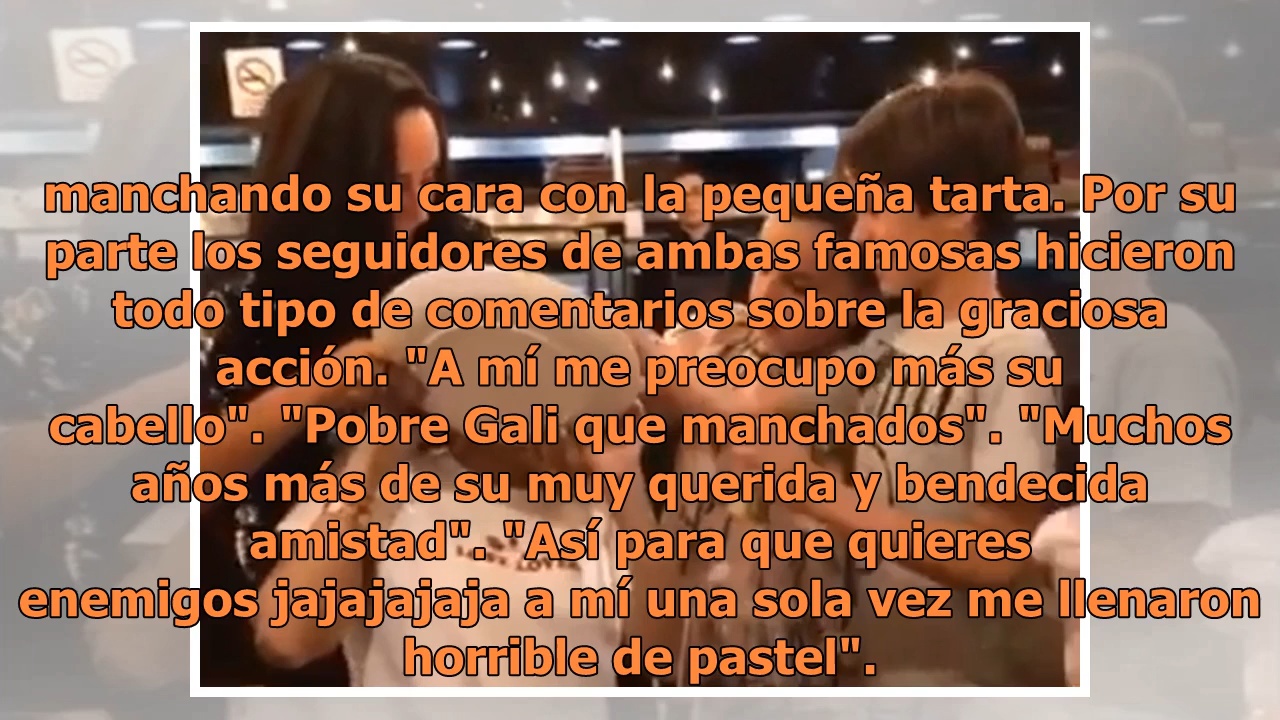 manchando su cara con la pequeña tarta. Por su
parte los seguidores de ambas famosas hicieron
todo tipo de comentarios sobre la graciosa
acción. "A mí me preocupo más su
cabello". "Pobre Gali que manchados". "Muchos
años más de su muy querida y bendecida
amistad". "Así para que quieres
enemigos jajajajaja a mí una sola vez me llenaron
horrible de pastel".